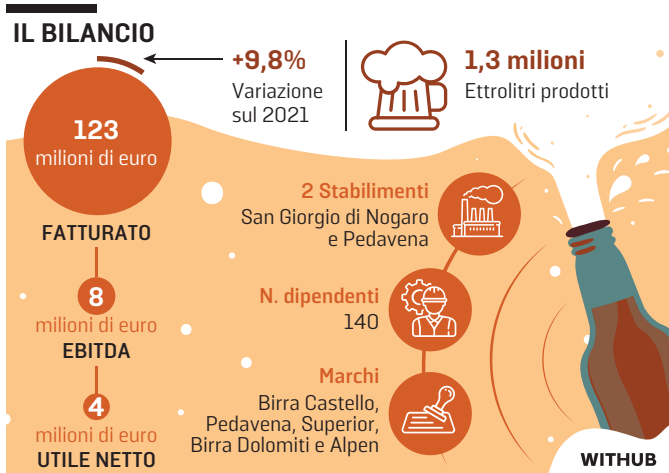 IL BILANCIO
123
milioni di euro
FATTURATO
+9,8%
Variazione
sul 2021
1,3 milioni
Ettrolitri prodotti
8
milioni di euro
EBITDA
4
milioni di euro
UTILE NETTO
2 Stabilimenti
San Giorgio di Nogaro
e Pedavena
N. dipendenti
140
Marchi
Birra Castello,
Pedavena, Superior,
Birra Dolomiti e Alpen
WITHUB